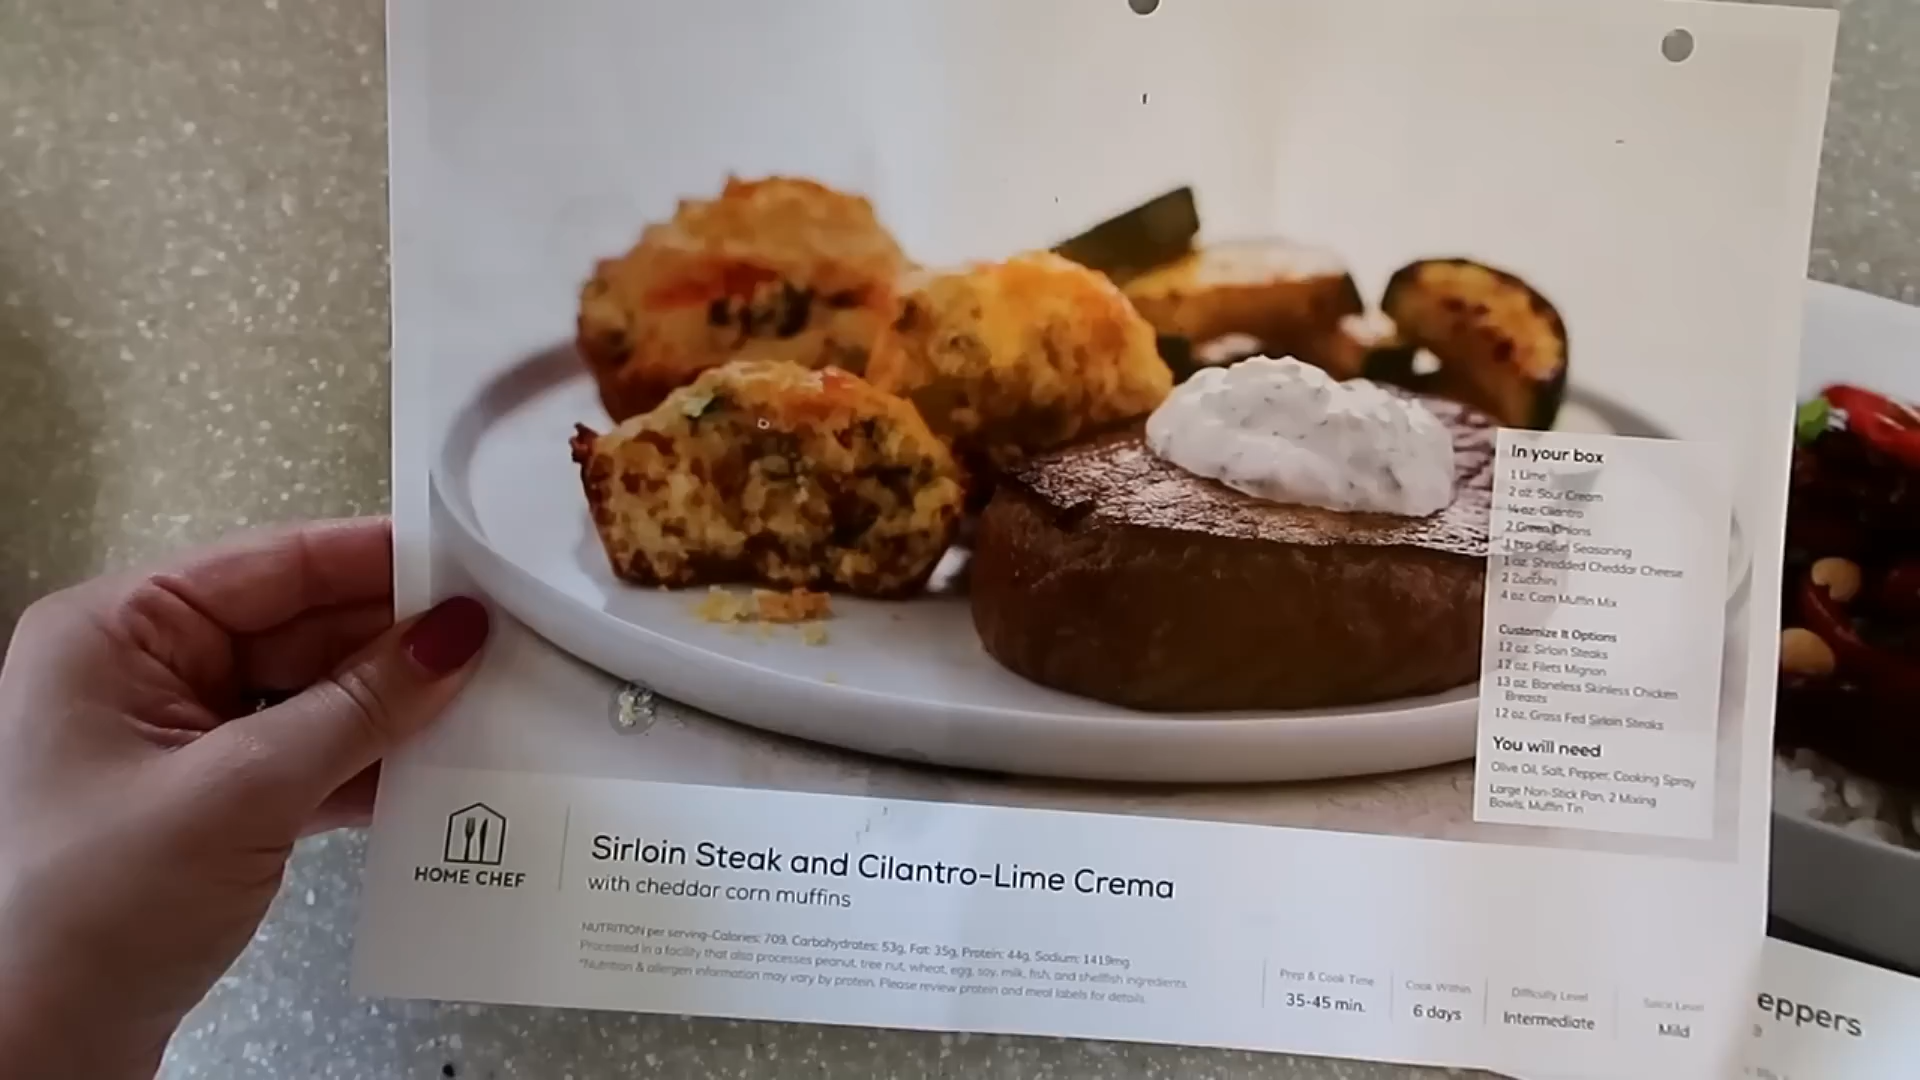 In your box
1 Lime
2 oz. Sour Cream
¼ oz. Cilantro
2 Green Onions
1 tsp. Cajun Seasoning
1 oz. Shredded Cheddar Cheese
2 Zucchini
4 oz. Corn Muffin Mix
Customize It Options
12 oz. Sirloin Steaks
12 oz. Filets Mignon
13 oz. Boneless Skinless Chicken
Breasts
12 oz. Grass Fed Sirloin Steaks
You will need
Olive Oil, Salt, Pepper, Cooking Spray
Large Non-Stick Pan, 2 Mixing
Bowls, Muffin Tin
HOME CHEF
Sirloin Steak and Cilantro-Lime Crema
with cheddar corn muffins
NUTRITION per serving-Calories: 709, Carbohydrates: 53g, Fat: 35g, Protein: 44g, Sodium: 1419mg
Processed in a facility that also processes peanut, tree nut, wheat, egg, soy, milk, fish, and shellfish ingredients.
*Nutrition & allergen information may vary by protein. Please review protein and meal labels for details.
Prep & Cook Time
35-45 min.
Cook Within
6 days
Difficulty Level
Intermediate
Spice Level
Mild
eppers